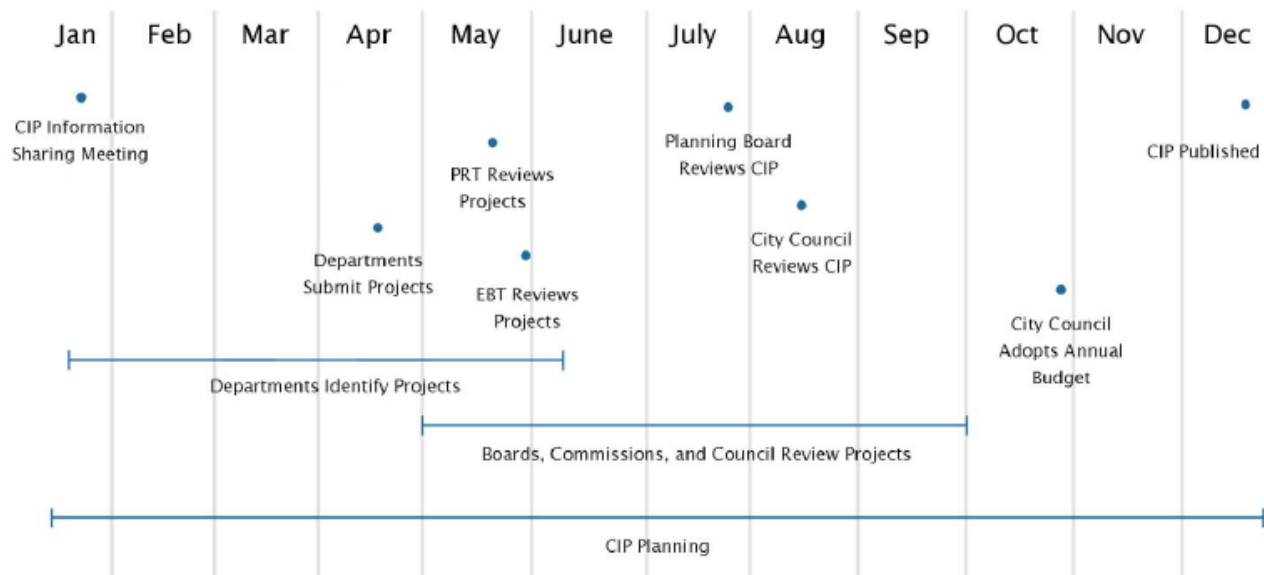 Jan Feb Mar Apr May June July Aug Sep Oct Nov Dec
CIP Information
Sharing Meeting
Departments
Submit Projects
PRT Reviews
Projects
EBT Reviews
Projects
Planning Board
Reviews CIP
City Council
Reviews CIP
City Council
Adopts Annual
Budget
CIP Published
Departments Identify Projects
Boards, Commissions, and Council Review Projects
CIP Planning